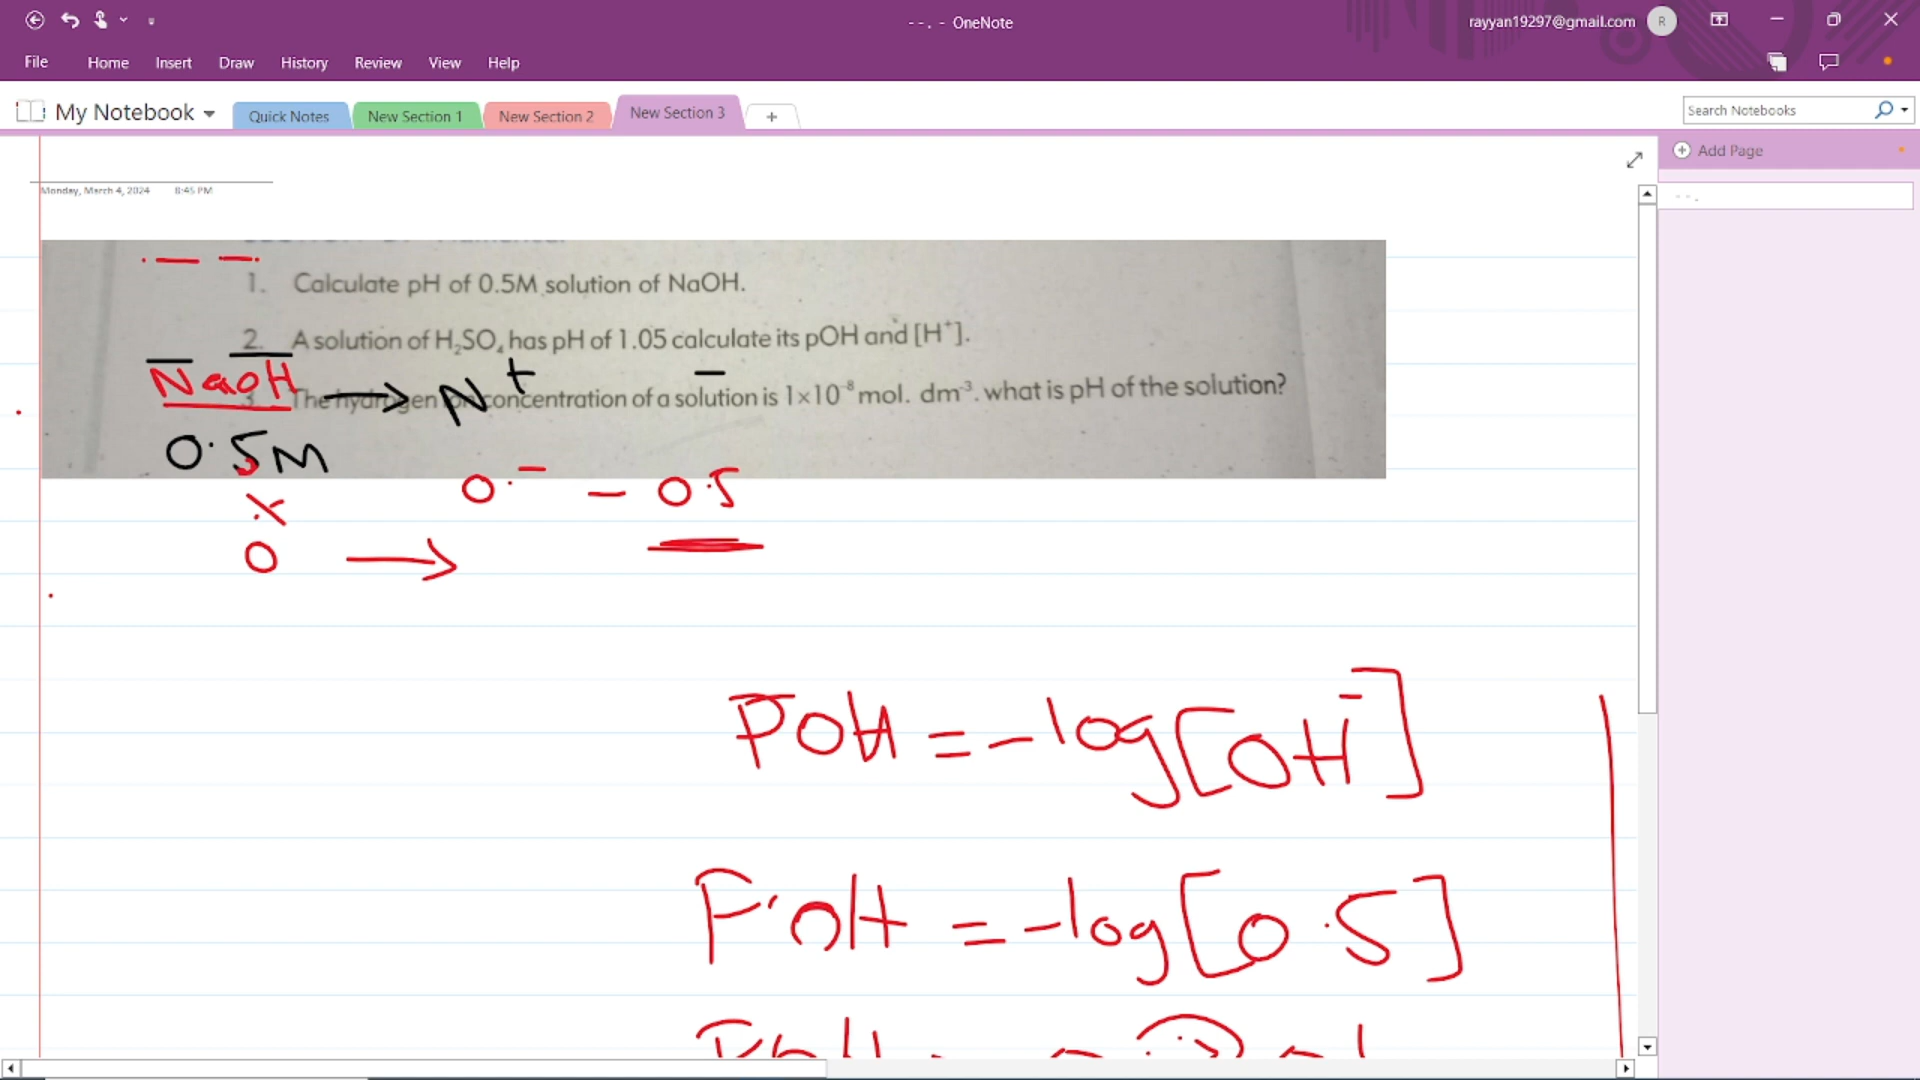 --. - OneNote
rayyan19297@gmail.com R
File Home Insert Draw History Review View Help
My Notebook Quick Notes New Section 1 New Section 2 New Section 3 +
Search Notebooks
Add Page
--.
Monday, March 4, 2024 8:45 PM
1. Calculate pH of 0.5M solution of NaOH.
2. A solution of H₂SO₄ has pH of 1.05 calculate its pOH and [H⁺].
3. The hydrogen ion concentration of a solution is 1×10⁻⁸ mol. dm⁻³. what is pH of the solution?
NaOH → N⁺
0.5M
0.⁻ – 0.5
×
0 →
POH = -log[OH⁻]
POH = -log[0.5]